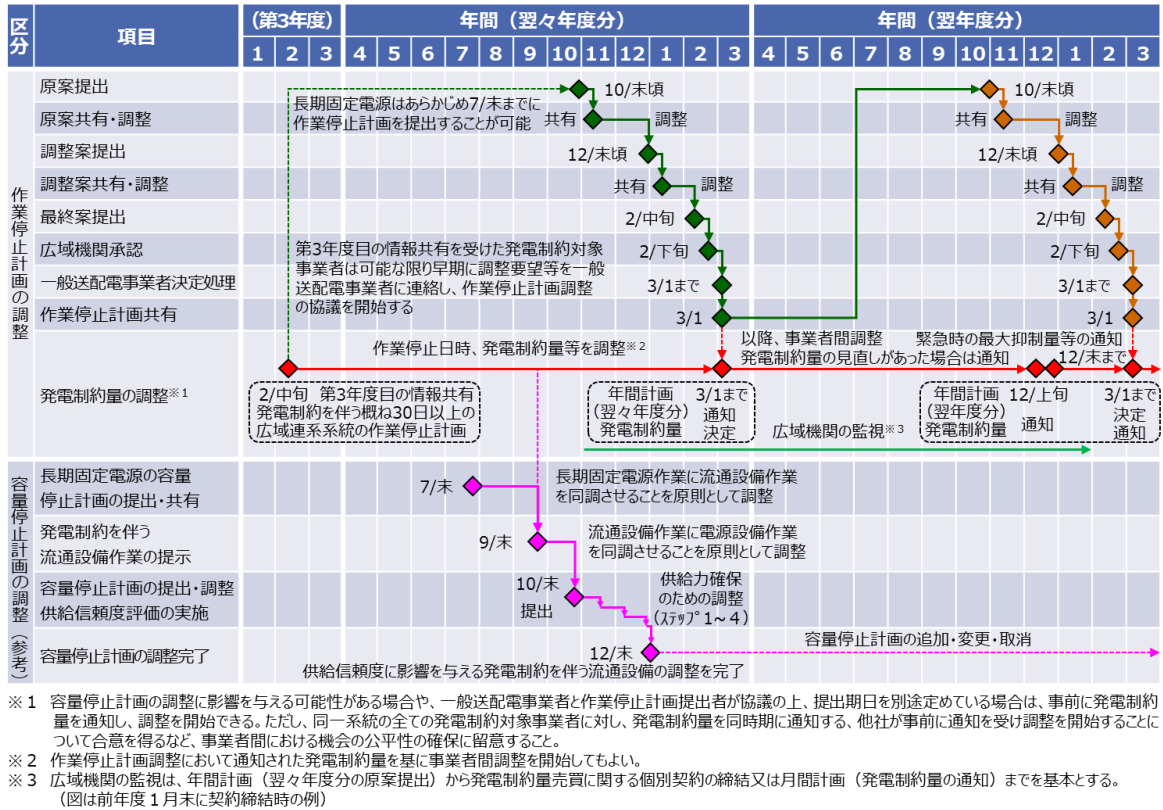 区分
項目
(第3年度)
年間（翌々年度分）
年間（翌年度分）
1 2 3 4 5 6 7 8 9 10 11 12 1 2 3 4 5 6 7 8 9 10 11 12 1 2 3
作業停止計画の調整
原案提出
10/末頃
10/末頃
長期固定電源はあらかじめ7/末までに
作業停止計画を提出することが可能
原案共有・調整
共有
調整
共有
調整
調整案提出
12/末頃
12/末頃
調整案共有・調整
共有
調整
共有
調整
最終案提出
2/中旬
2/中旬
広域機関承認
2/下旬
2/下旬
第3年度目の情報共有を受けた発電制約対象
事業者は可能な限り早期に調整要望等を一般
送配電事業者に連絡し、作業停止計画調整
の協議を開始する
一般送配電事業者決定処理
3/1まで
3/1まで
作業停止計画共有
3/1
3/1
発電制約量の調整※1
作業停止日時、発電制約量等を調整※2
以降、事業者間調整
発電制約量の見直しがあった場合は通知
緊急時の最大抑制量等の通知
12/末まで
2/中旬 第3年度目の情報共有
発電制約を伴う概ね30日以上の
広域連系系統の作業停止計画
年間計画
(翌々年度分)
発電制約量
3/1まで
通知
決定
年間計画
(翌年度分)
発電制約量
12/上旬
通知
3/1まで
決定
通知
広域機関の監視※3
容量停止計画の調整（参考）
長期固定電源の容量
停止計画の提出・共有
7/末
長期固定電源作業に流通設備作業
を同調させることを原則として調整
発電制約を伴う
流通設備作業の提示
9/末
流通設備作業に電源設備作業
を同調させることを原則として調整
容量停止計画の提出・調整
供給信頼度評価の実施
10/末
提出
供給力確保
のための調整
(ｽﾃｯﾌﾟ1～4)
容量停止計画の調整完了
12/末
容量停止計画の追加・変更・取消
供給信頼度に影響を与える発電制約を伴う流通設備の調整を完了
※1 容量停止計画の調整に影響を与える可能性がある場合や、一般送配電事業者と作業停止計画提出者が協議の上、提出期日を別途定めている場合は、事前に発電制約
量を通知し、調整を開始できる。ただし、同一系統の全ての発電制約対象事業者に対し、発電制約量を同時期に通知する、他社が事前に通知を受け調整を開始することに
ついて合意を得るなど、事業者間における機会の公平性の確保に留意すること。
※2 作業停止計画調整において通知された発電制約量を基に事業者間調整を開始してもよい。
※3 広域機関の監視は、年間計画（翌々年度分の原案提出）から発電制約量売買に関する個別契約の締結又は月間計画（発電制約量の通知）までを基本とする。
（図は前年度1月末に契約締結時の例）